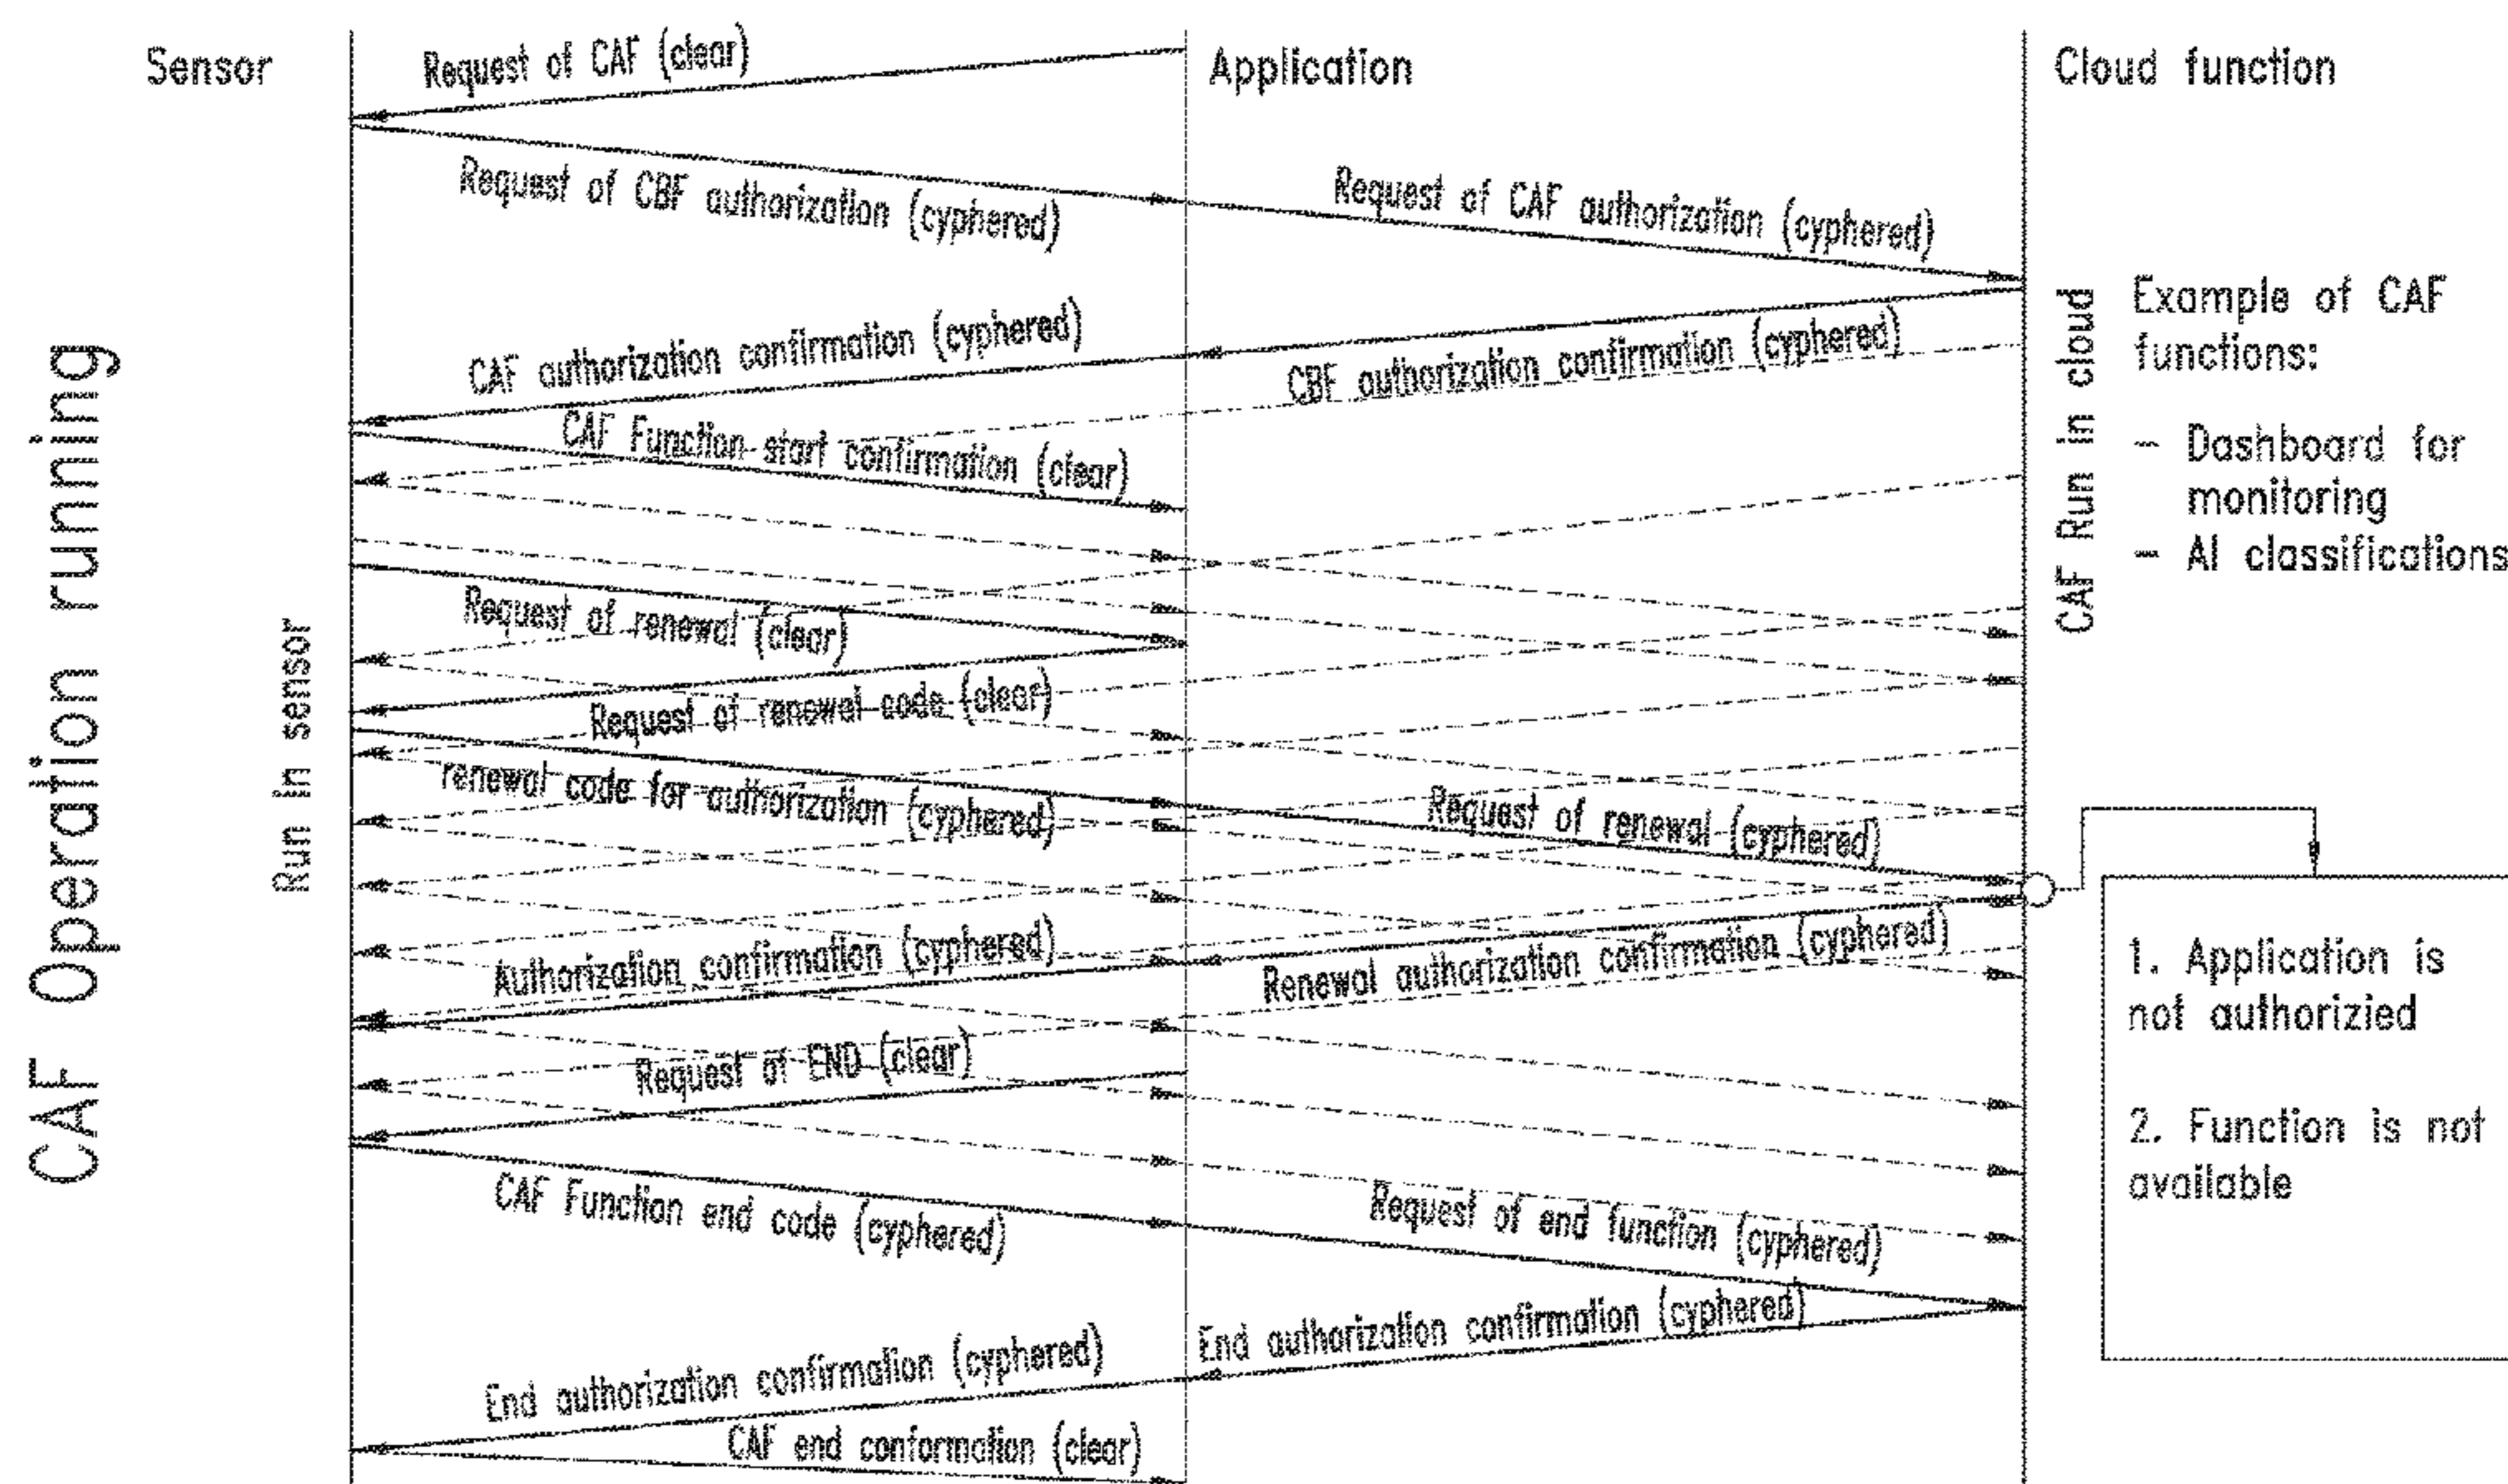 Sensor
Request of CAF (clear)
Application
Cloud function
Request of CBF authorization (cyphered)
Request of CAF authorization (cyphered)
CAF authorization confirmation (cyphered)
CBF authorization confirmation (cyphered)
CAF Function start confirmation (clear)
Request of renewal (clear)
Request of renewal code (clear)
renewal code for authorization (cyphered)
Request of renewal (cyphered)
Authorization confirmation (cyphered)
Renewal authorization confirmation (cyphered)
Request of END (clear)
CAF Function end code (cyphered)
Request of end function (cyphered)
End authorization confirmation (cyphered)
End authorization confirmation (cyphered)
CAF end conformation (clear)
CAF Operation running
Run in sensor
CAF Run in cloud
Example of CAF
functions:
- Dashboard for
monitoring
- AI classifications
1. Application is
not authorizied
2. Function is not
available